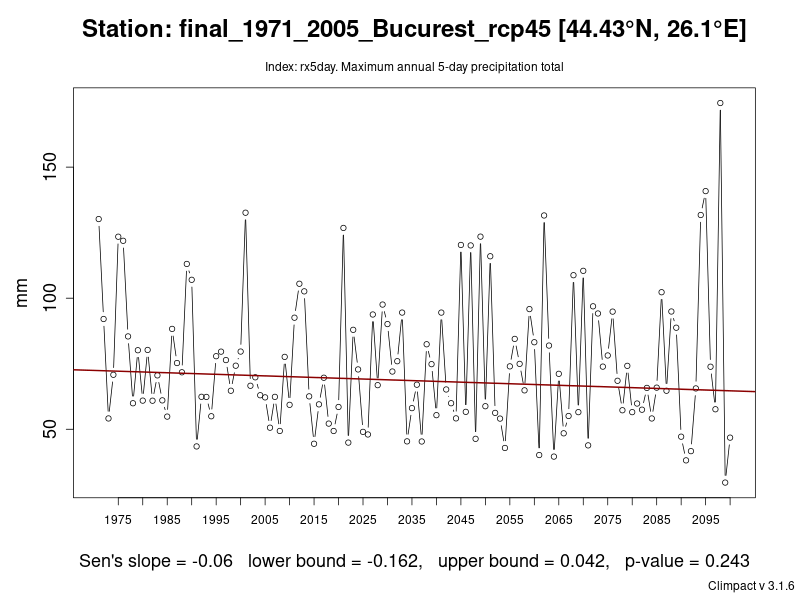 Station: final_1971_2005_Bucurest_rcp45 [44.43°N, 26.1°E]
Index: rx5day. Maximum annual 5-day precipitation total
150
100
50
mm
1975 1985 1995 2005 2015 2025 2035 2045 2055 2065 2075 2085 2095
Sen's slope = -0.06 lower bound = -0.162, upper bound = 0.042, p-value = 0.243
Climpact v 3.1.6